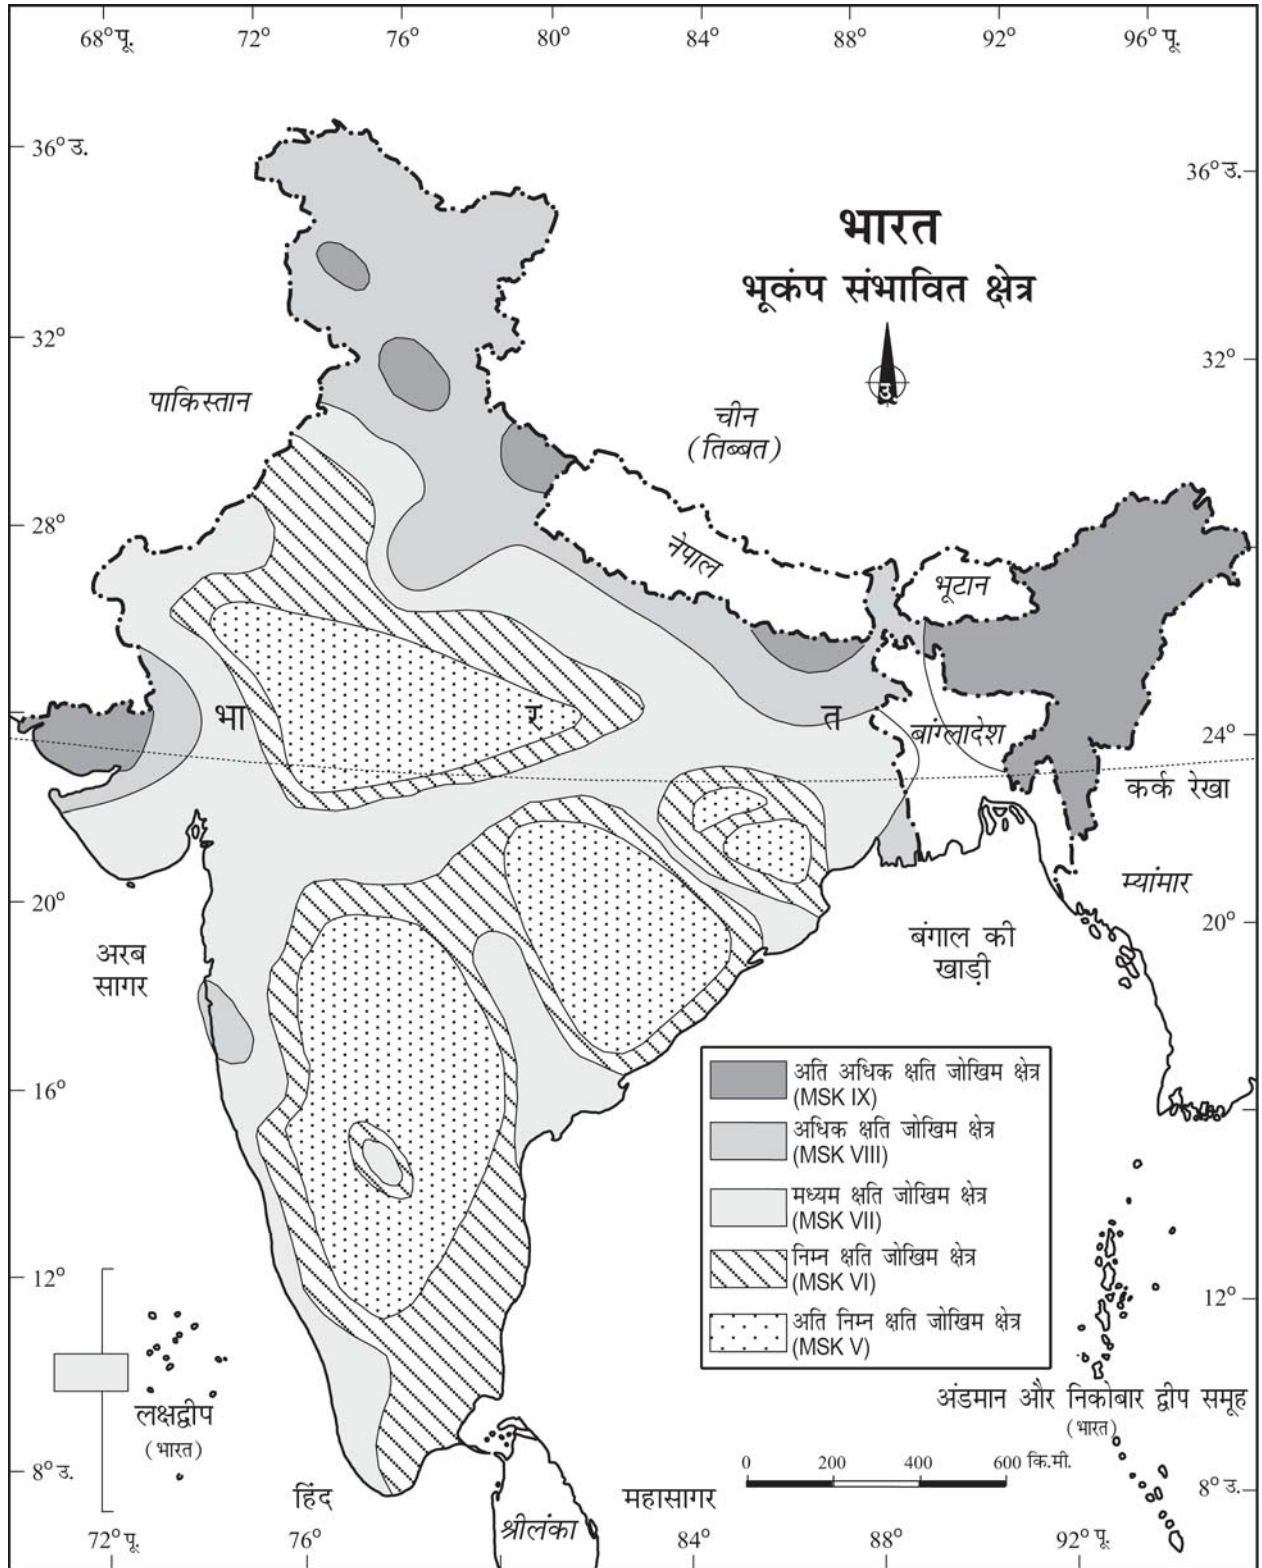 68° पू.
72°
76°
80°
84°
88°
92°
96° पू.
36° उ.
36° उ.
भारत
भूकंप संभावित क्षेत्र
उ
32°
32°
पाकिस्तान
चीन
(तिब्बत)
28°
नेपाल
भूटान
भा
र
त
बांग्लादेश
24°
कर्क रेखा
म्यांमार
20°
20°
अरब
सागर
बंगाल की
खाड़ी
16°
अति अधिक क्षति जोखिम क्षेत्र
(MSK IX)
अधिक क्षति जोखिम क्षेत्र
(MSK VIII)
मध्यम क्षति जोखिम क्षेत्र
(MSK VII)
निम्न क्षति जोखिम क्षेत्र
(MSK VI)
अति निम्न क्षति जोखिम क्षेत्र
(MSK V)
12°
12°
लक्षद्वीप
(भारत)
अंडमान और निकोबार द्वीप समूह
(भारत)
0 200 400 600 कि.मी.
8° उ.
8° उ.
हिंद
महासागर
श्रीलंका
72° पू.
76°
84°
88°
92° पू.